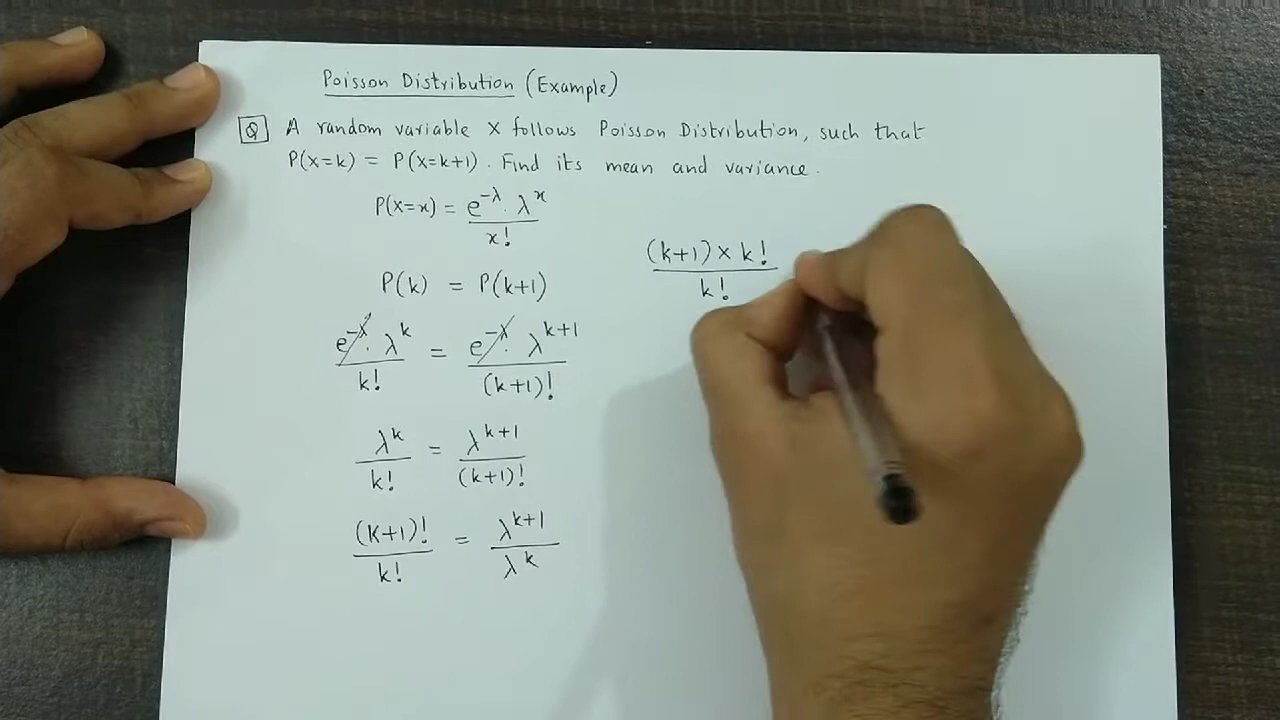 Poisson Distribution (Example)
Q A random variable X follows Poisson Distribution, such that
P(X=k) = P(X=k+1). Find its mean and variance.
P(X=x) = e^-λ . λ^x / x!
P(k) = P(k+1)
e^-λ . λ^k / k! = e^-λ . λ^k+1 / (k+1)!
λ^k / k! = λ^k+1 / (k+1)!
(k+1)! / k! = λ^k+1 / λ^k
(k+1) × k! / k!